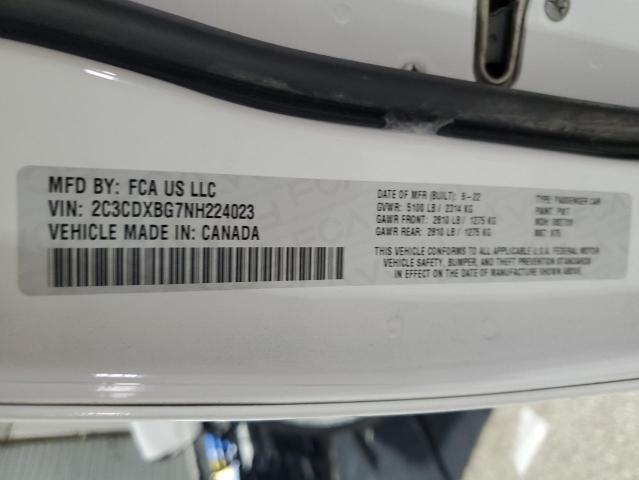 MFD BY: FCA US LLC
VIN: 2C3CDXBG7NH224023
VEHICLE MADE IN: CANADA
DATE OF MFR (BUILT): 8-22
GVWR: 5100 LB / 2314 KG
GAWR FRONT: 2810 LB / 1275 KG
GAWR REAR: 2810 LB / 1275 KG
TYPE: PASSENGER CAR
PAINT: PW7
MDH:
THIS VEHICLE CONFORMS TO ALL APPLICABLE U.S.A. FEDERAL MOTOR
VEHICLE SAFETY, BUMPER, AND THEFT PREVENTION STANDARDS
IN EFFECT ON THE DATE OF MANUFACTURE SHOWN ABOVE.